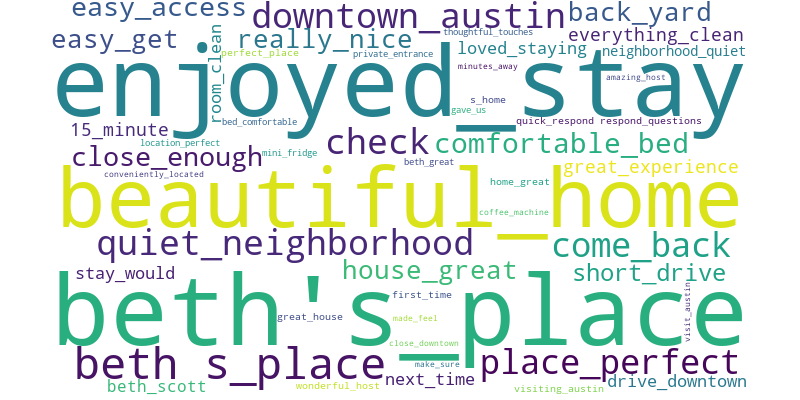 easy_access
downtown_austin
back_yard
easy_get
room_clean
really_nice
thoughtful_touches
everything_clean
perfect_place
private_entrance
loved_staying
neighborhood_quiet
enjoyed_stay
minutes_away
amazing_host
s_home
gave_us
15_minute
bed_comfortable
quick_respond respond_questions
location_perfect
check
comfortable_bed
close_enough
mini_fridge
beth_great
great_experience
conveniently_located
beautiful_home
home_great
coffee_machine
quiet_neighborhood
come_back
stay_would
house_great
short_drive
beth's_place
first_time
visit_austin
great_house
made_feel
close_downtown
beth s_place
make_sure
place_perfect
beth_scott
wonderful_host
next_time
visiting_austin
drive_downtown